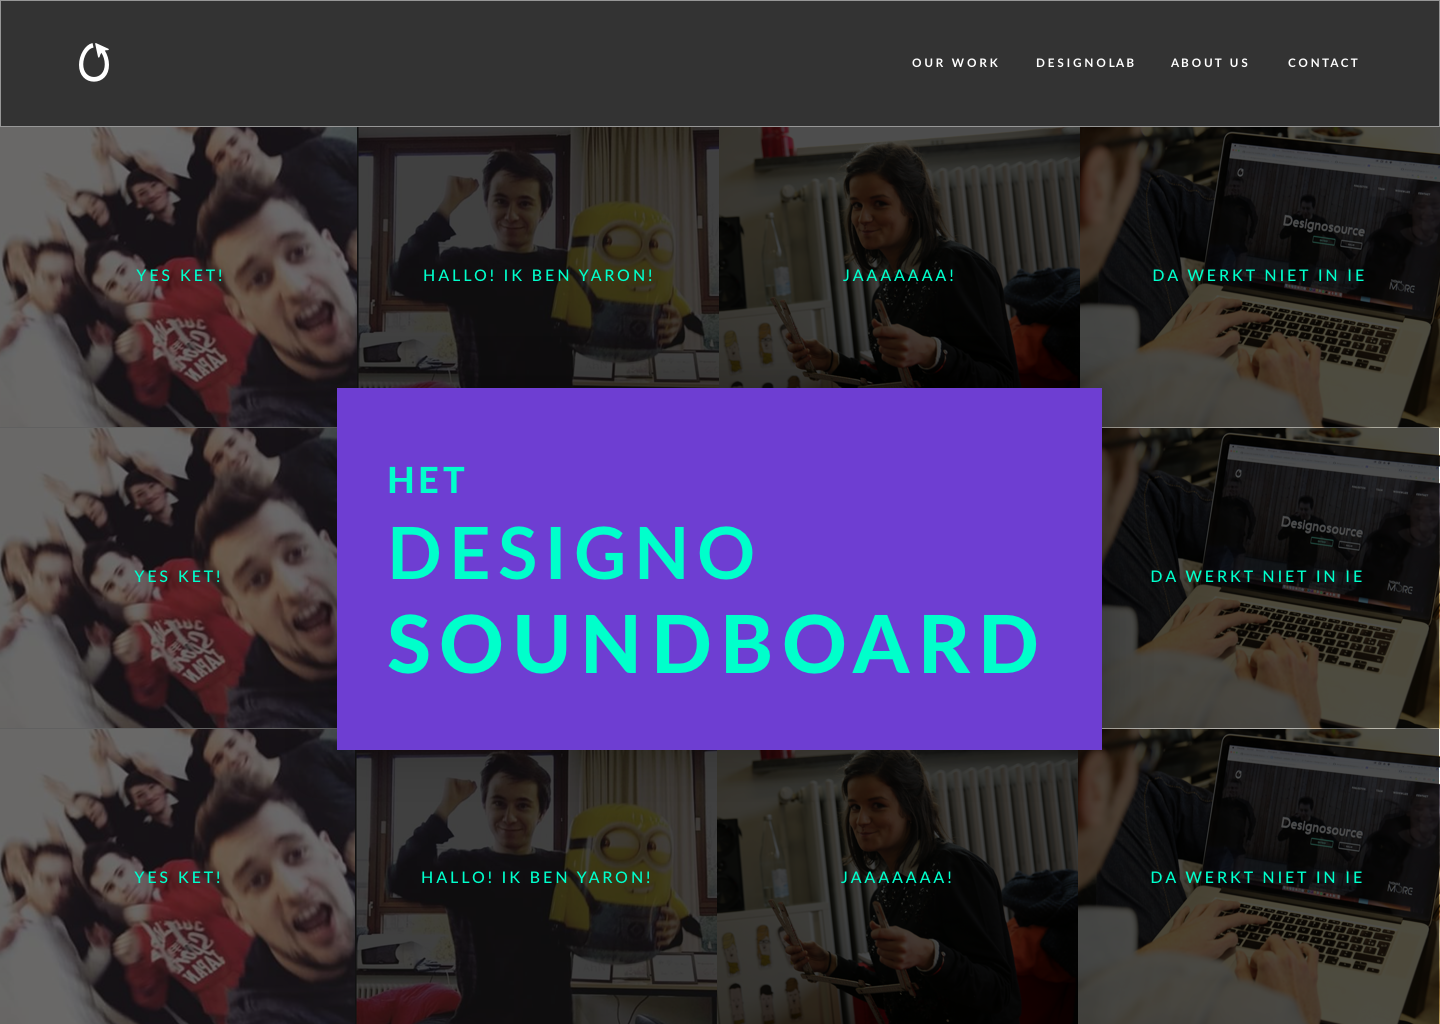 OUR WORK DESIGNOLAB ABOUT US CONTACT
YES KET! HALLO! IK BEN YARON! JAAAAAAA! DA WERKT NIET IN IE
Designosource
HET
DESIGNO
SOUNDBOARD
YES KET! DA WERKT NIET IN IE
Designosource
YES KET! HALLO! IK BEN YARON! JAAAAAAA! DA WERKT NIET IN IE
Designosource